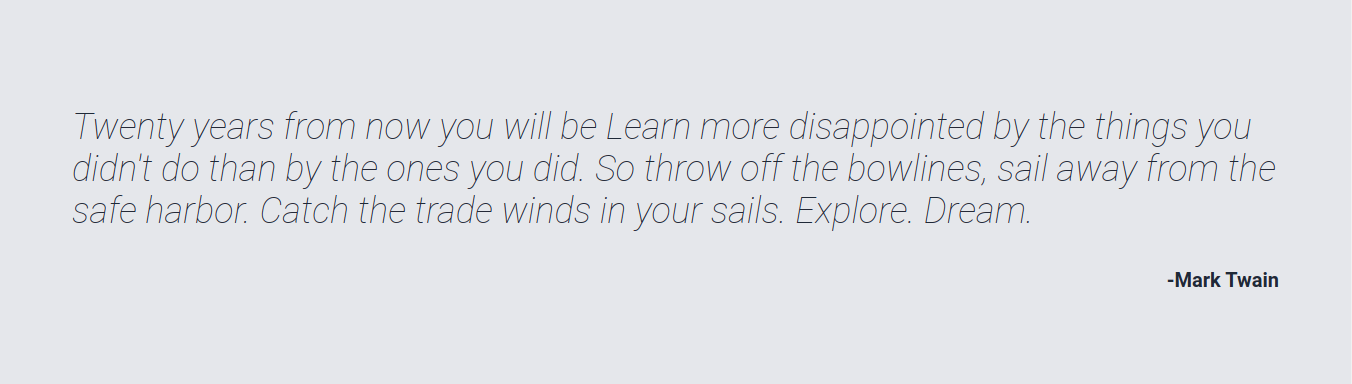 Twenty years from now you will be Learn more disappointed by the things you
didn't do than by the ones you did. So throw off the bowlines, sail away from the
safe harbor. Catch the trade winds in your sails. Explore. Dream.
-Mark Twain